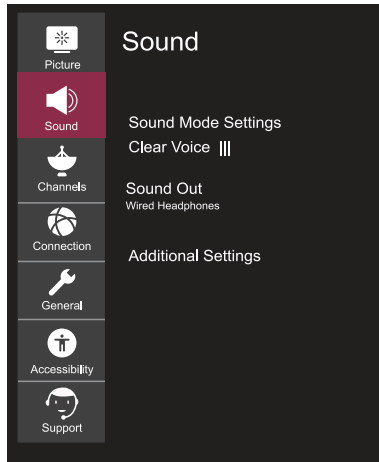 Picture
Sound
Channels
Connection
General
Accessibility
Support
Sound
Sound Mode Settings
Clear Voice |||
Sound Out
Wired Headphones
Additional Settings